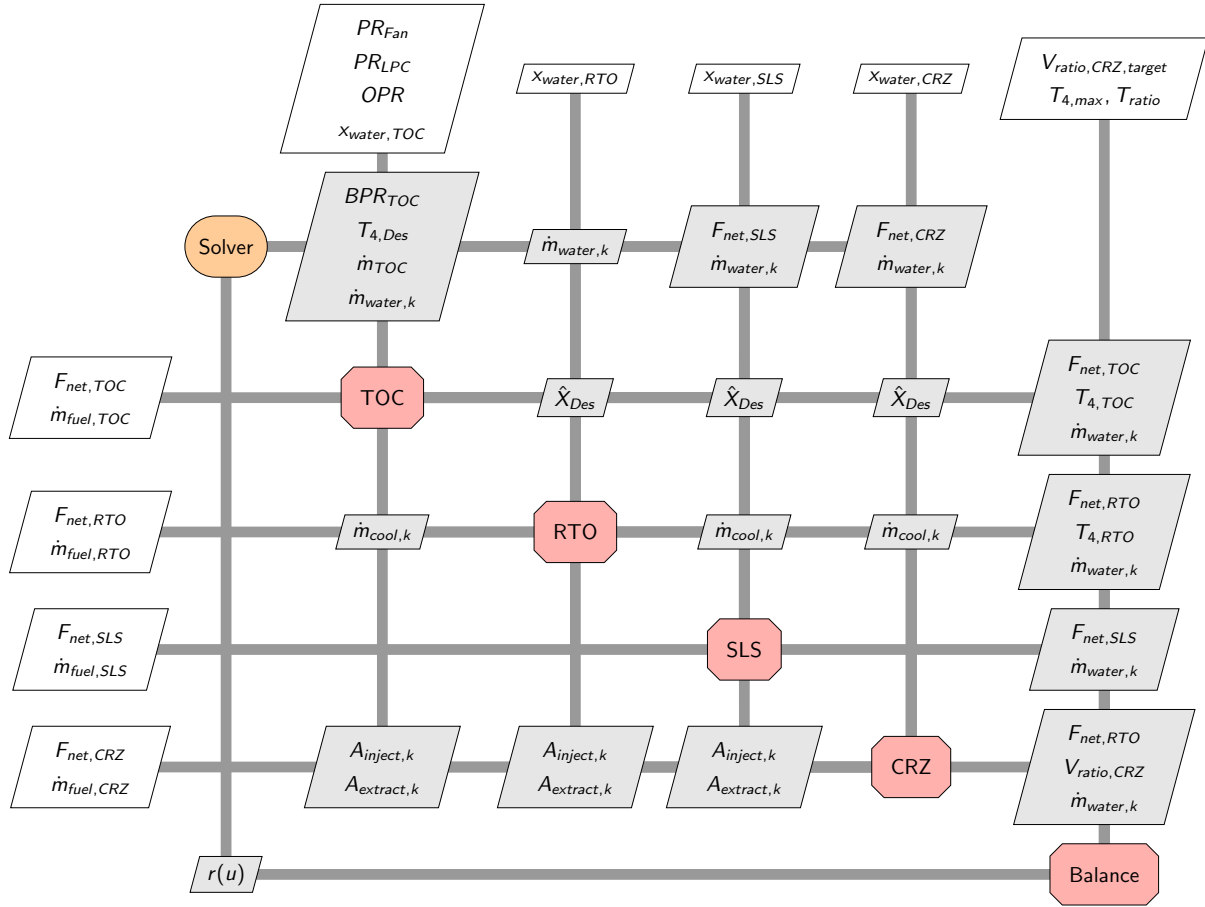 PR_Fan
PR_LPC
OPR
x_water,TOC
x_water,RTO
x_water,SLS
x_water,CRZ
V_ratio,CRZ,target
T_4,max, T_ratio
Solver
BPR_TOC
T_4,Des
ṁ_TOC
ṁ_water,k
ṁ_water,k
F_net,SLS
ṁ_water,k
F_net,CRZ
ṁ_water,k
F_net,TOC
ṁ_fuel,TOC
TOC
X̂_Des
X̂_Des
X̂_Des
F_net,TOC
T_4,TOC
ṁ_water,k
F_net,RTO
ṁ_fuel,RTO
ṁ_cool,k
RTO
ṁ_cool,k
ṁ_cool,k
F_net,RTO
T_4,RTO
ṁ_water,k
F_net,SLS
ṁ_fuel,SLS
SLS
F_net,SLS
ṁ_water,k
F_net,CRZ
ṁ_fuel,CRZ
A_inject,k
A_extract,k
A_inject,k
A_extract,k
A_inject,k
A_extract,k
CRZ
F_net,RTO
V_ratio,CRZ
ṁ_water,k
r(u)
Balance